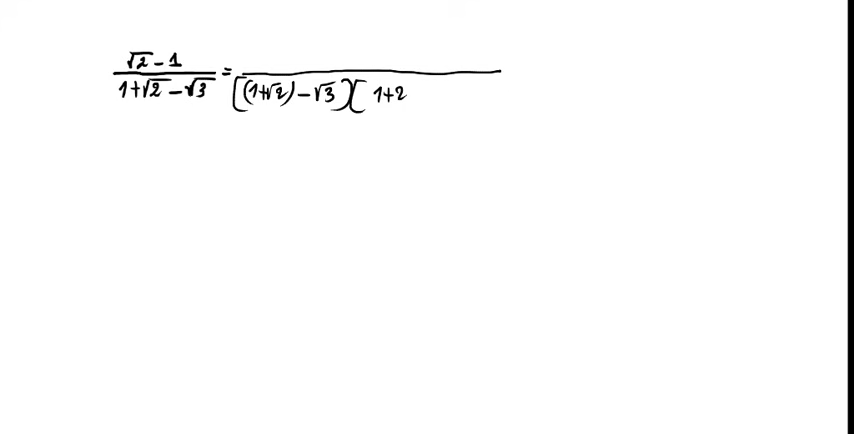 (√2 - 1)/(1+√2 - √3) = /([(1+√2) - √3)][ 1+2